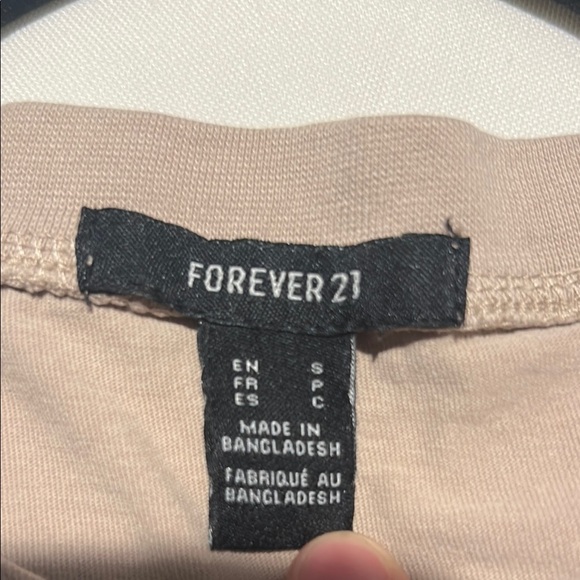 FOREVER 21
EN S
FR P
ES C
MADE IN
BANGLADESH
FABRIQUÉ AU
BANGLADESH